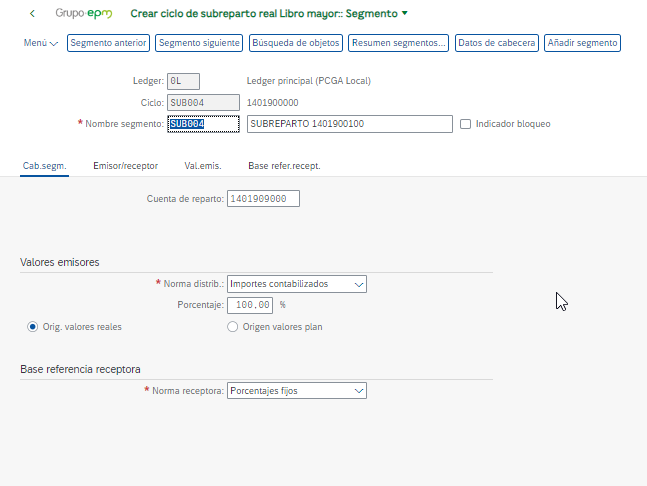 Grupo·epm Crear ciclo de subreparto real Libro mayor:: Segmento
Menú Segmento anterior Segmento siguiente Búsqueda de objetos Resumen segmentos... Datos de cabecera Añadir segmento
Ledger: 0L Ledger principal (PCGA Local)
Ciclo: SUB004 1401900000
* Nombre segmento: SUB004 SUBREPARTO 1401900100 Indicador bloqueo
Cab.segm. Emisor/receptor Val.emis. Base refer.recept.
Cuenta de reparto: 1401909000
Valores emisores
* Norma distrib.: Importes contabilizados
Porcentaje: 100,00 %
Orig. valores reales Origen valores plan
Base referencia receptora
* Norma receptora: Porcentajes fijos